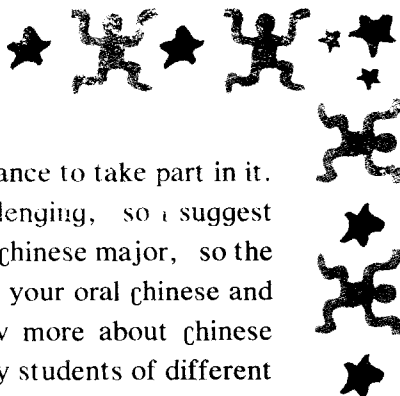 ance to take part in it.
lenging, so i suggest
chinese major, so the
your oral chinese and
more about chinese
y students of different